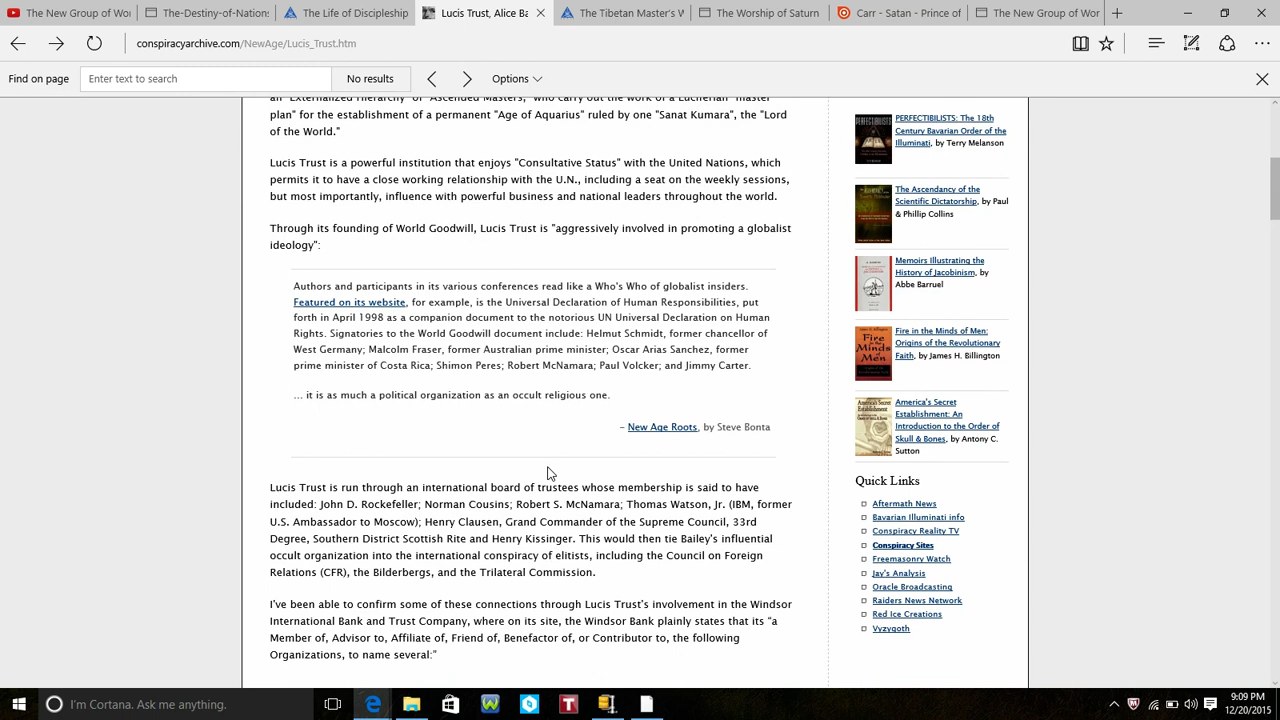 The New World
The-Destiny-of-Nation
The Life of Discipleship
Lucis Trust, Alice Ba
The Tibetan Master's W
The Worship of Saturn
Search - Corbett Rep
The New Group of Wor
conspiracyarchive.com/NewAge/Lucis_Trust.htm
Find on page
Enter text to search
No results
Options
an "Externalized Hierarchy" of "Ascended Masters," who carry out the work of a Luciferian "master
plan" for the establishment of a permanent "Age of Aquarius" ruled by one "Sanat Kumara", the "Lord
of the World."
Lucis Trust is a powerful institution that enjoys "Consultative Status" with the United Nations, which
permits it to have a close working relationship with the U.N., including a seat on the weekly sessions,
but most importantly, influence with powerful business and national leaders throughout the world.
Through its founding of World Goodwill, Lucis Trust is "aggressively involved in promoting a globalist
ideology":
Authors and participants in its various conferences read like a Who's Who of globalist insiders.
Featured on its website, for example, is the Universal Declaration of Human Responsibilities, put
forth in April 1998 as a companion document to the notorious UN Universal Declaration on Human
Rights. Signatories to the World Goodwill document include: Helmut Schmidt, former chancellor of
West Germany; Malcolm Fraser, former Australian prime minister; Oscar Arias Sanchez, former
prime minister of Costa Rica; Shimon Peres; Robert McNamara; Paul Volcker; and Jimmy Carter.
... it is as much a political organization as an occult religious one.
– New Age Roots, by Steve Bonta
Lucis Trust is run through an international board of trustees whose membership is said to have
included: John D. Rockefeller; Norman Cousins; Robert S. McNamara; Thomas Watson, Jr. (IBM, former
U.S. Ambassador to Moscow); Henry Clausen, Grand Commander of the Supreme Council, 33rd
Degree, Southern District Scottish Rite and Henry Kissinger. This would then tie Bailey's influential
occult organization into the international conspiracy of elitists, including the Council on Foreign
Relations (CFR), the Bilderbergs, and the Trilateral Commission.
I've been able to confirm some of these connections through Lucis Trust's involvement in the Windsor
International Bank and Trust Company, where on its site, the Windsor Bank plainly states that its "a
Member of, Advisor to, Affiliate of, Friend of, Benefactor of, or Contributor to, the following
Organizations, to name several:"
PERFECTIBILISTS: The 18th
Century Bavarian Order of the
Illuminati, by Terry Melanson
The Ascendancy of the
Scientific Dictatorship, by Paul
& Phillip Collins
Memoirs Illustrating the
History of Jacobinism, by
Abbe Barruel
Fire in the Minds of Men:
Origins of the Revolutionary
Faith, by James H. Billington
America's Secret
Establishment: An
Introduction to the Order of
Skull & Bones, by Antony C.
Sutton
Quick Links
Aftermath News
Bavarian Illuminati info
Conspiracy Reality TV
Conspiracy Sites
Freemasonry Watch
Jay's Analysis
Oracle Broadcasting
Raiders News Network
Red Ice Creations
Vyzygoth
I'm Cortana. Ask me anything.
9:09 PM
12/20/2015